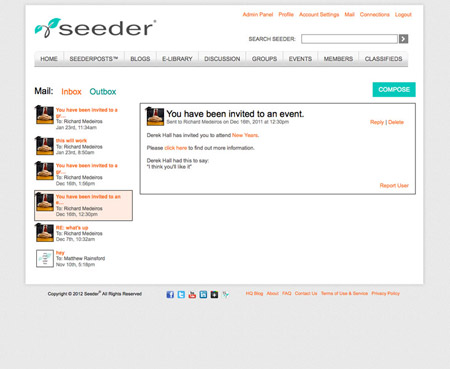 Admin Panel Profile Account Settings Mail Connections Logout
seeder®
SEARCH SEEDER:
HOME SEEDERPOSTS™ BLOGS E-LIBRARY DISCUSSION GROUPS EVENTS MEMBERS CLASSIFIEDS
Mail: Inbox Outbox
COMPOSE
You have been invited to a
gr...
To: Richard Medeiros
Jan 23rd, 11:34am
this will work
To: Richard Medeiros
Jan 23rd, 8:50am
You have been invited to a
gr...
To: Richard Medeiros
Dec 16th, 1:56pm
You have been invited to an
e...
To: Richard Medeiros
Dec 16th, 12:30pm
RE: what's up
To: Richard Medeiros
Dec 7th, 10:32am
hey
To: Matthew Rainsford
Nov 10th, 5:18pm
You have been invited to an event.
Sent to Richard Medeiros on Dec 16th, 2011 at 12:30pm
Reply | Delete
Derek Hall has invited you to attend New Years.
Please click here to find out more information.
Derek Hall had this to say:
"I think you'll like it"
Report User
Copyright © 2012 Seeder® All Rights Reserved
HQ Blog About FAQ Contact Us Terms of Use & Service Privacy Policy